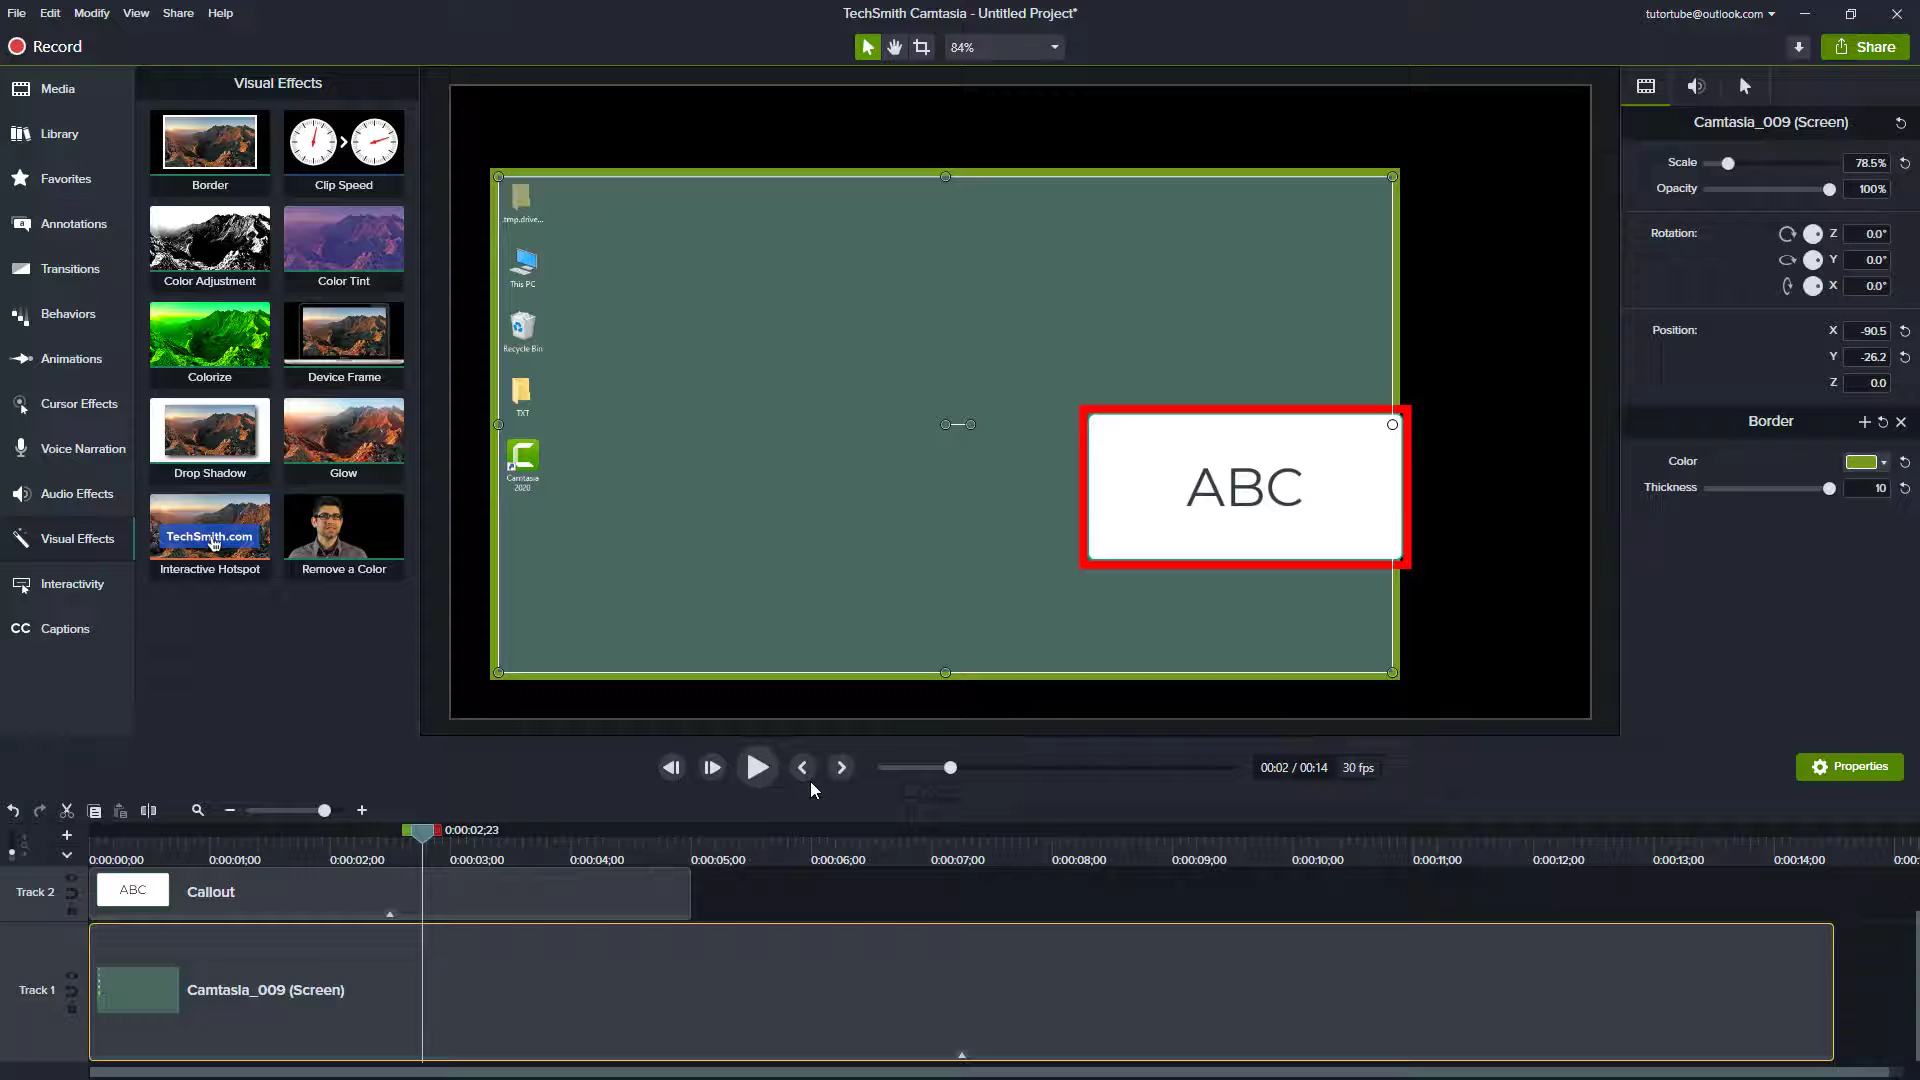 File Edit Modify View Share Help
TechSmith Camtasia - Untitled Project*
tutortube@outlook.com
Record
84%
Share
Media
Library
Favorites
Annotations
Transitions
Behaviors
Animations
Cursor Effects
Voice Narration
Audio Effects
Visual Effects
Interactivity
CC Captions
Visual Effects
Border
Clip Speed
Color Adjustment
Color Tint
Colorize
Device Frame
Drop Shadow
Glow
TechSmith.com
Interactive Hotspot
Remove a Color
.tmp.drive...
This PC
Recycle Bin
TXT
Camtasia
2020
ABC
Camtasia_009 (Screen)
Scale 78.5%
Opacity 100%
Rotation: Z 0.0°
Y 0.0°
X 0.0°
Position: X -90.5
Y -26.2
Z 0.0
Border
Color
Thickness 10
00:02 / 00:14 30 fps
Properties
0:00:02;23
0:00:00;00 0:00:01;00 0:00:02;00 0:00:03;00 0:00:04;00 0:00:05;00 0:00:06;00 0:00:07;00 0:00:08;00 0:00:09;00 0:00:10;00 0:00:11;00 0:00:12;00 0:00:13;00 0:00:14;00 0:00:
Track 2
ABC
Callout
Track 1
Camtasia_009 (Screen)